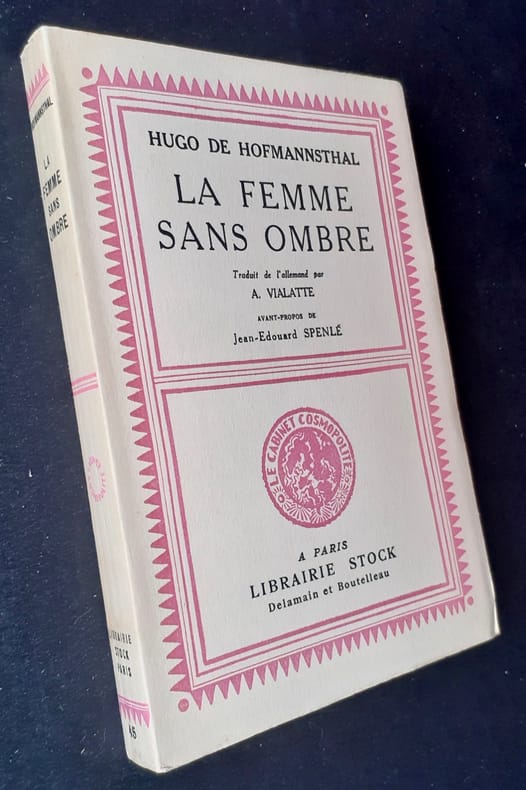 HUGO DE HOFMANNSTHAL
LA FEMME
SANS OMBRE
Traduit de l'allemand par
A. VIALATTE
AVANT-PROPOS DE
Jean-Edouard SPENLÉ
LE CABINET COSMOPOLITE
A PARIS
LIBRAIRIE STOCK
Delamain et Boutelleau
HOFMANNSTHAL
LA
FEMME
SANS
OMBRE
LIBRAIRIE
STOCK
PARIS